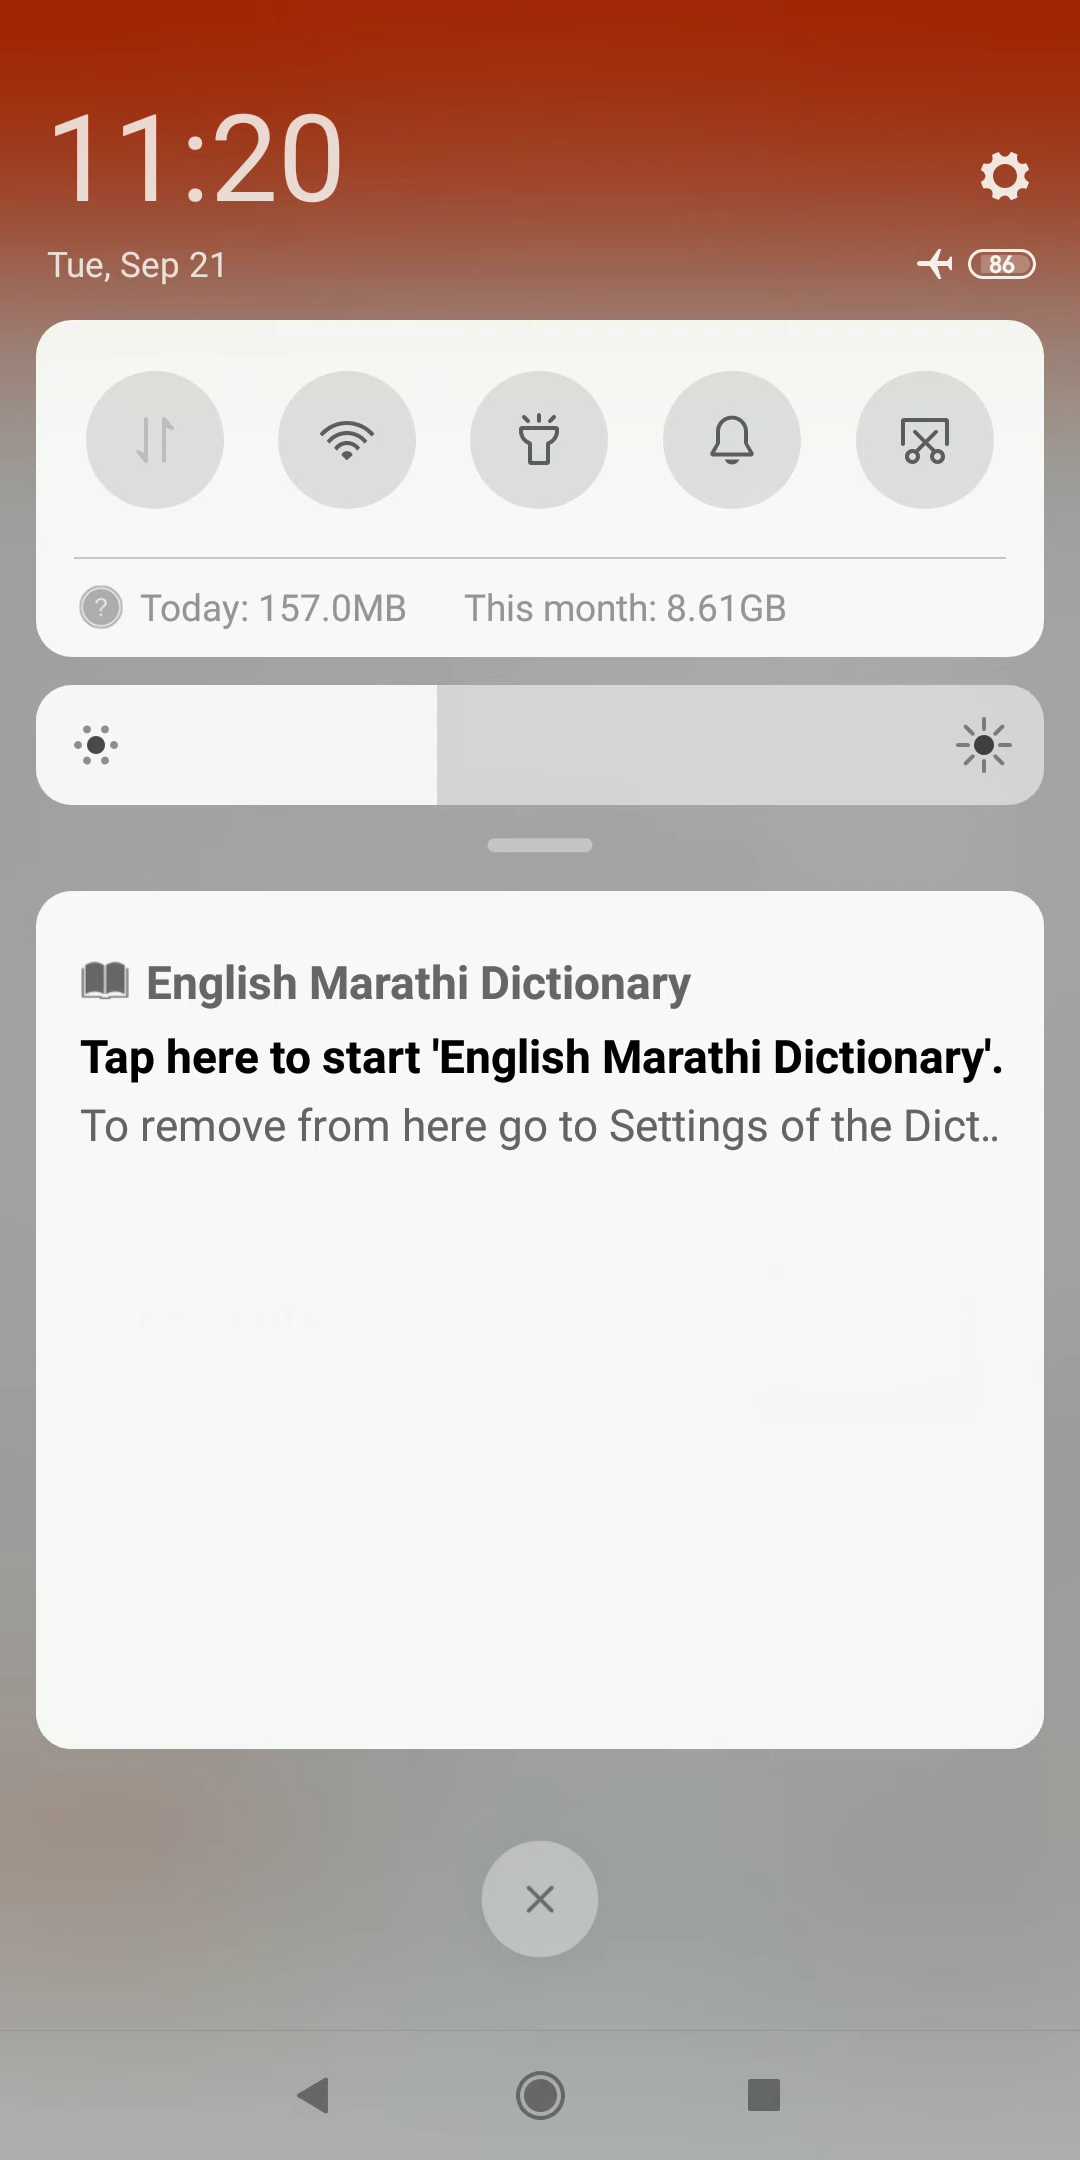 11:20
Tue, Sep 21
86
? Today: 157.0MB This month: 8.61GB
English Marathi Dictionary
Tap here to start 'English Marathi Dictionary'.
To remove from here go to Settings of the Dict..